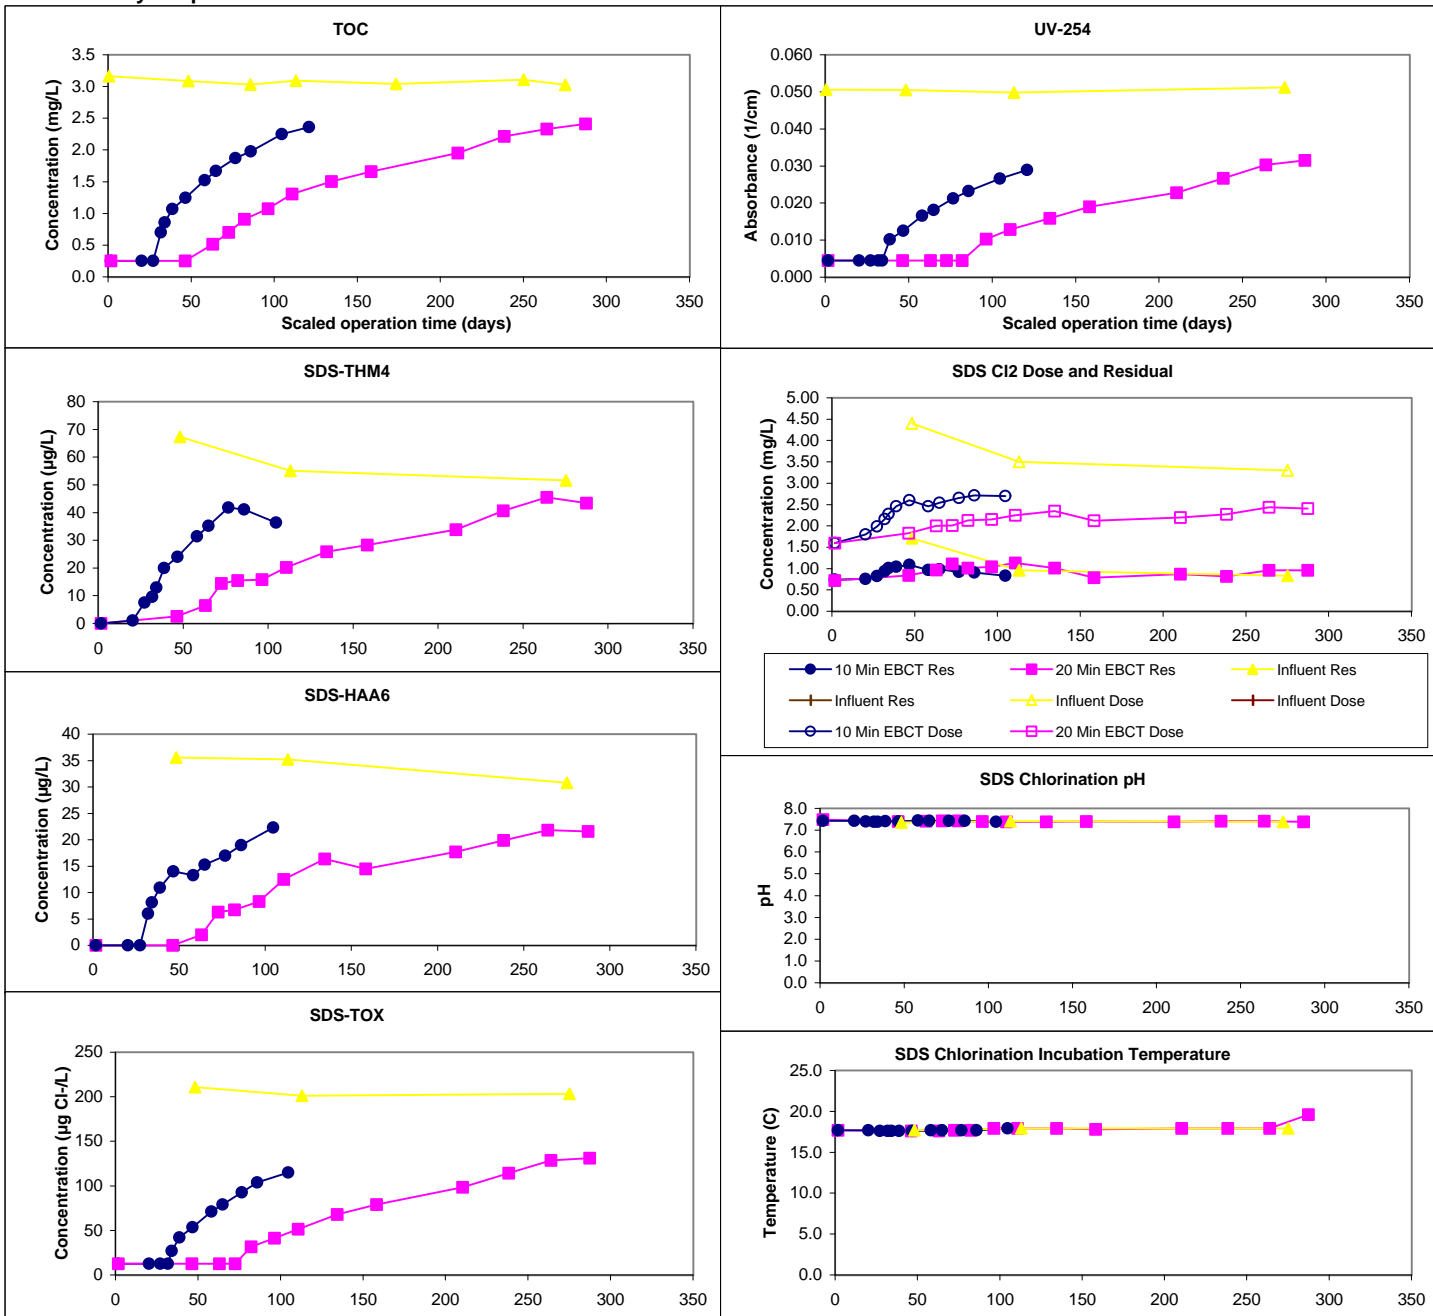 TOC
Concentration (mg/L)
3.5
3.0
2.5
2.0
1.5
1.0
0.5
0.0
0 50 100 150 200 250 300 350
Scaled operation time (days)
UV-254
Absorbance (1/cm)
0.060
0.050
0.040
0.030
0.020
0.010
0.000
0 50 100 150 200 250 300 350
Scaled operation time (days)
SDS-THM4
Concentration (µg/L)
80
70
60
50
40
30
20
10
0
0 50 100 150 200 250 300 350
SDS Cl2 Dose and Residual
Concentration (mg/L)
5.00
4.50
4.00
3.50
3.00
2.50
2.00
1.50
1.00
0.50
0.00
0 50 100 150 200 250 300 350
10 Min EBCT Res 20 Min EBCT Res Influent Res
Influent Res Influent Dose Influent Dose
10 Min EBCT Dose 20 Min EBCT Dose
SDS-HAA6
Concentration (µg/L)
40
35
30
25
20
15
10
5
0
0 50 100 150 200 250 300 350
SDS Chlorination pH
pH
8.0
7.0
6.0
5.0
4.0
3.0
2.0
1.0
0.0
0 50 100 150 200 250 300 350
SDS-TOX
Concentration (µg Cl-/L)
250
200
150
100
50
0
0 50 100 150 200 250 300 350
SDS Chlorination Incubation Temperature
Temperature (C)
25.0
20.0
15.0
10.0
5.0
0.0
0 50 100 150 200 250 300 350